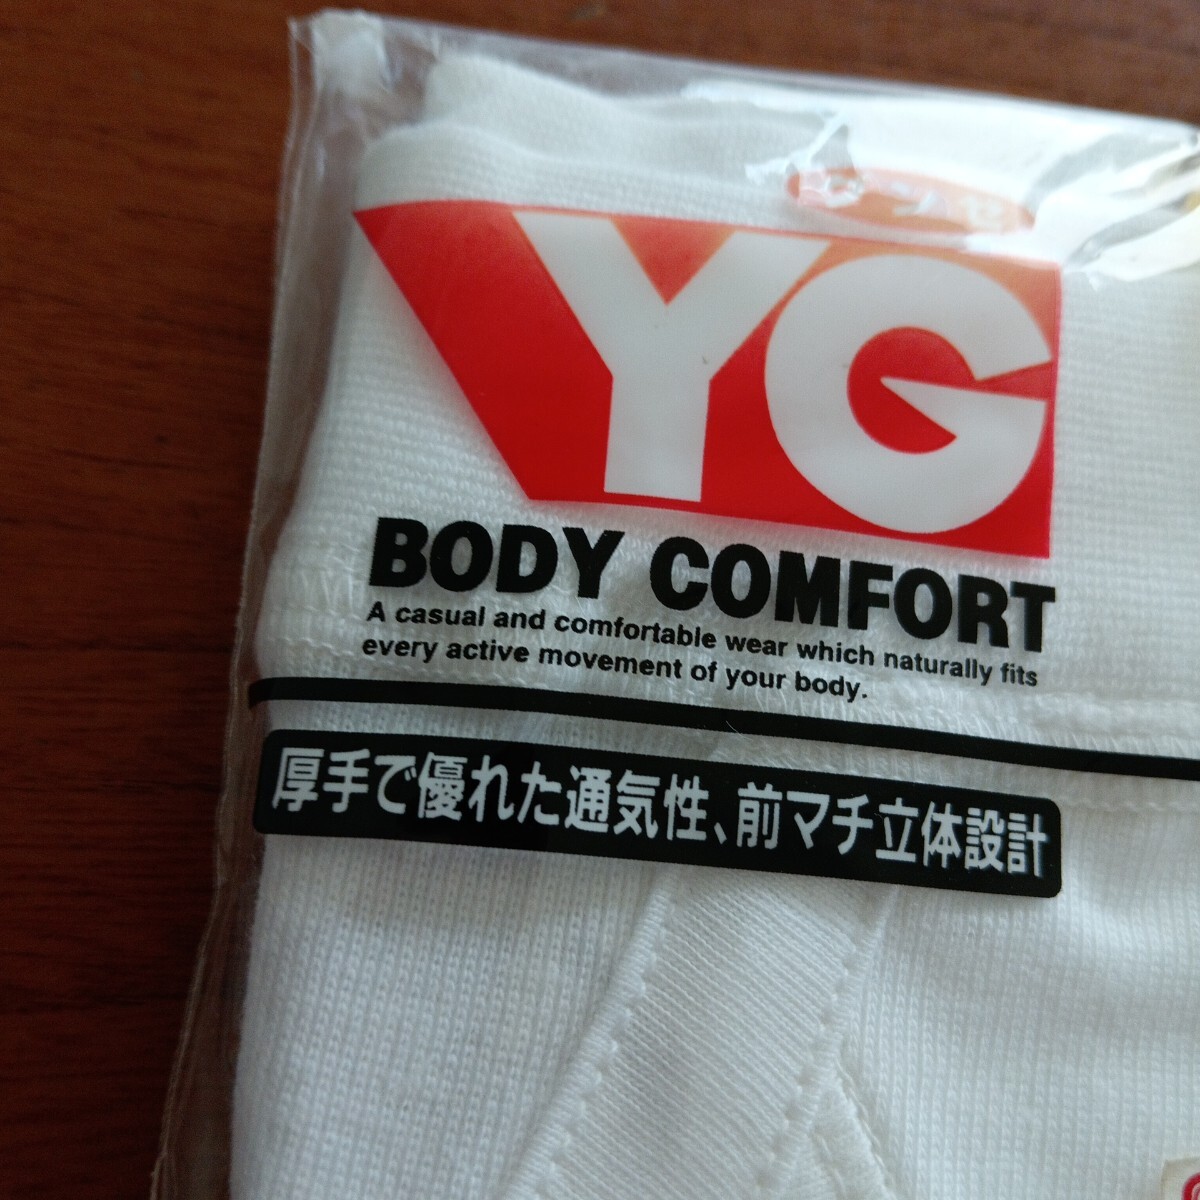 YG
BODY COMFORT
A casual and comfortable wear which naturally fits
every active movement of your body.
厚手で優れた通気性、前マチ立体設計